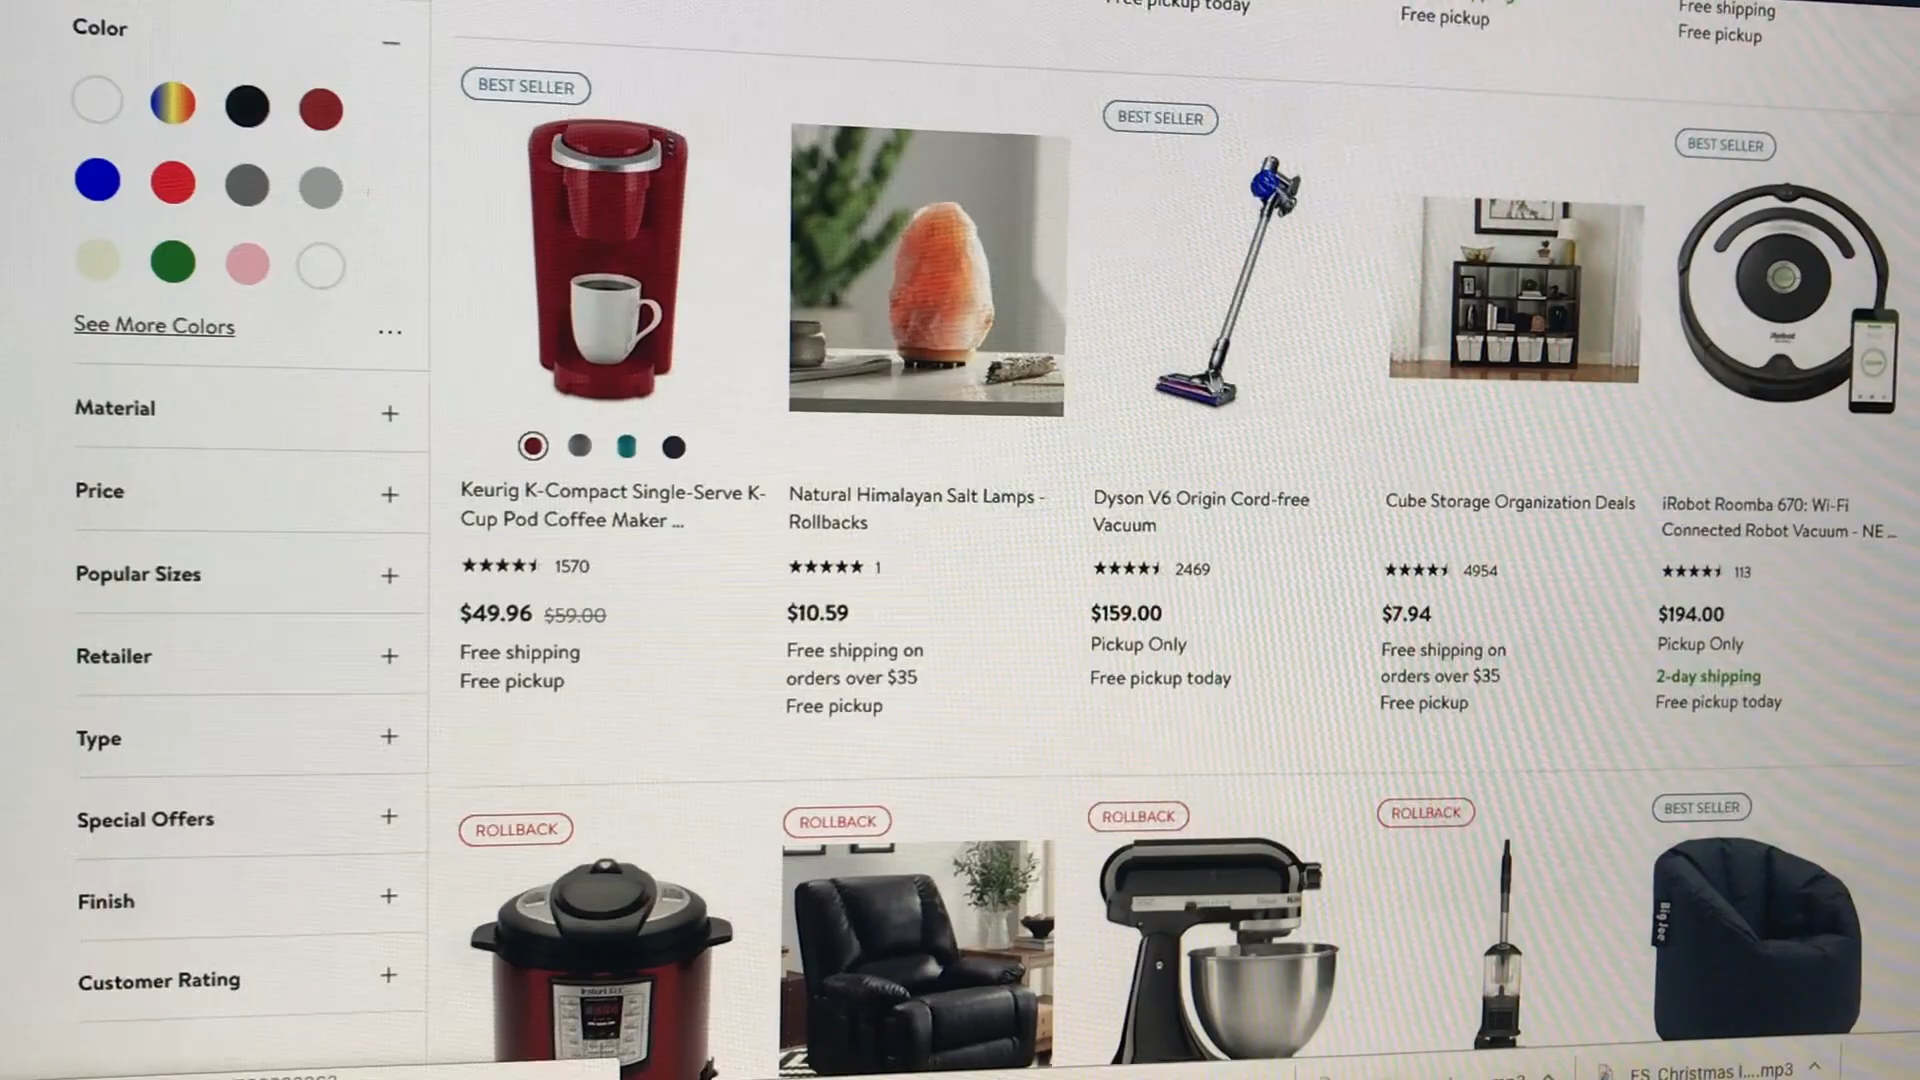 Free pickup today
Free pickup
Free shipping
Free pickup
Color
See More Colors
...
Material
Price
Popular Sizes
Retailer
Type
Special Offers
Finish
Customer Rating
BEST SELLER
Keurig K-Compact Single-Serve K-
Cup Pod Coffee Maker ...
1570
$49.96 $59.00
Free shipping
Free pickup
Natural Himalayan Salt Lamps -
Rollbacks
1
$10.59
Free shipping on
orders over $35
Free pickup
BEST SELLER
Dyson V6 Origin Cord-free
Vacuum
2469
$159.00
Pickup Only
Free pickup today
Cube Storage Organization Deals
4954
$7.94
Free shipping on
orders over $35
Free pickup
BEST SELLER
iRobot
iRobot Roomba 670: Wi-Fi
Connected Robot Vacuum - NE ...
113
$194.00
Pickup Only
2-day shipping
Free pickup today
ROLLBACK
ROLLBACK
ROLLBACK
ROLLBACK
BEST SELLER
Big Joe
FS_Christmas I....mp3